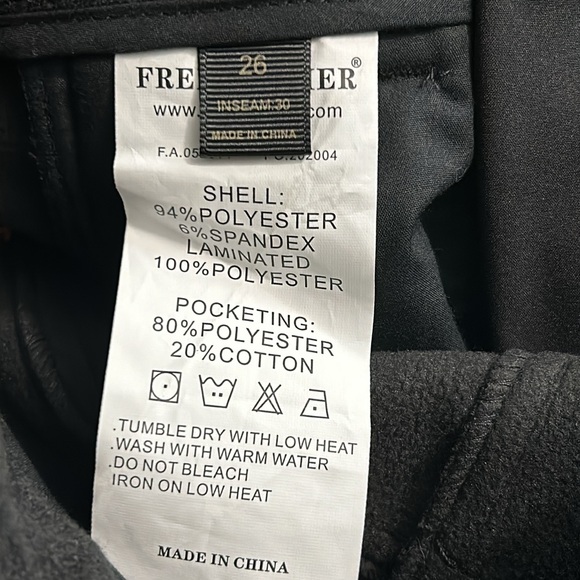 26
INSEAM:30
MADE IN CHINA
www. com
SHELL:
94%POLYESTER
6%SPANDEX
LAMINATED
100%POLYESTER
POCKETING:
80%POLYESTER
20%COTTON
.TUMBLE DRY WITH LOW HEAT
.WASH WITH WARM WATER
.DO NOT BLEACH
IRON ON LOW HEAT
MADE IN CHINA